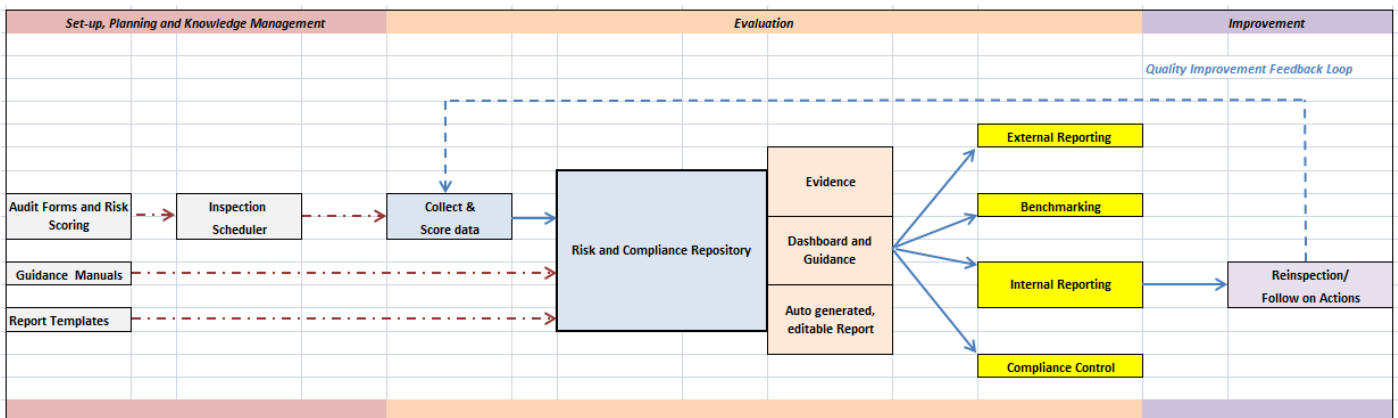 Set-up, Planning and Knowledge Management
Evaluation
Improvement
Quality Improvement Feedback Loop
External Reporting
Evidence
Audit Forms and Risk
Scoring
Inspection
Scheduler
Collect &
Score data
Benchmarking
Risk and Compliance Repository
Dashboard and
Guidance
Guidance Manuals
Internal Reporting
Reinspection/
Follow on Actions
Report Templates
Auto generated,
editable Report
Compliance Control